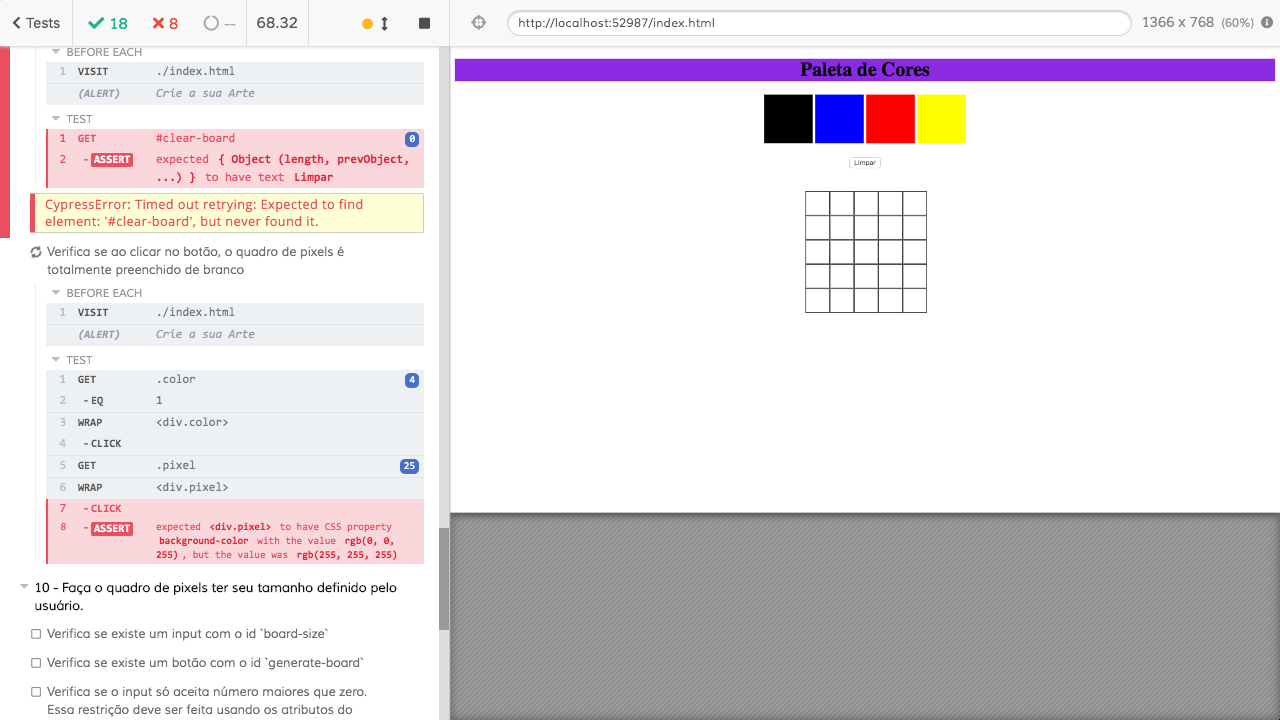 Tests 18 8 -- 68.32 http://localhost:52987/index.html 1366 x 768 (60%)
BEFORE EACH
1 VISIT ./index.html
(ALERT) Crie a sua Arte
TEST
1 GET #clear-board 0
2 - ASSERT expected { Object (length, prevObject,
...) } to have text Limpar
CypressError: Timed out retrying: Expected to find
element: '#clear-board', but never found it.
Verifica se ao clicar no botão, o quadro de pixels é
totalmente preenchido de branco
BEFORE EACH
1 VISIT ./index.html
(ALERT) Crie a sua Arte
TEST
1 GET .color 4
2 - EQ 1
3 WRAP <div.color>
4 - CLICK
5 GET .pixel 25
6 WRAP <div.pixel>
7 - CLICK
8 - ASSERT expected <div.pixel> to have CSS property
background-color with the value rgb(0, 0,
255) , but the value was rgb(255, 255, 255)
10 - Faça o quadro de pixels ter seu tamanho definido pelo
usuário.
Verifica se existe um input com o id `board-size`
Verifica se existe um botão com o id `generate-board`
Verifica se o input só aceita número maiores que zero.
Essa restrição deve ser feita usando os atributos do
Paleta de Cores
Limpar